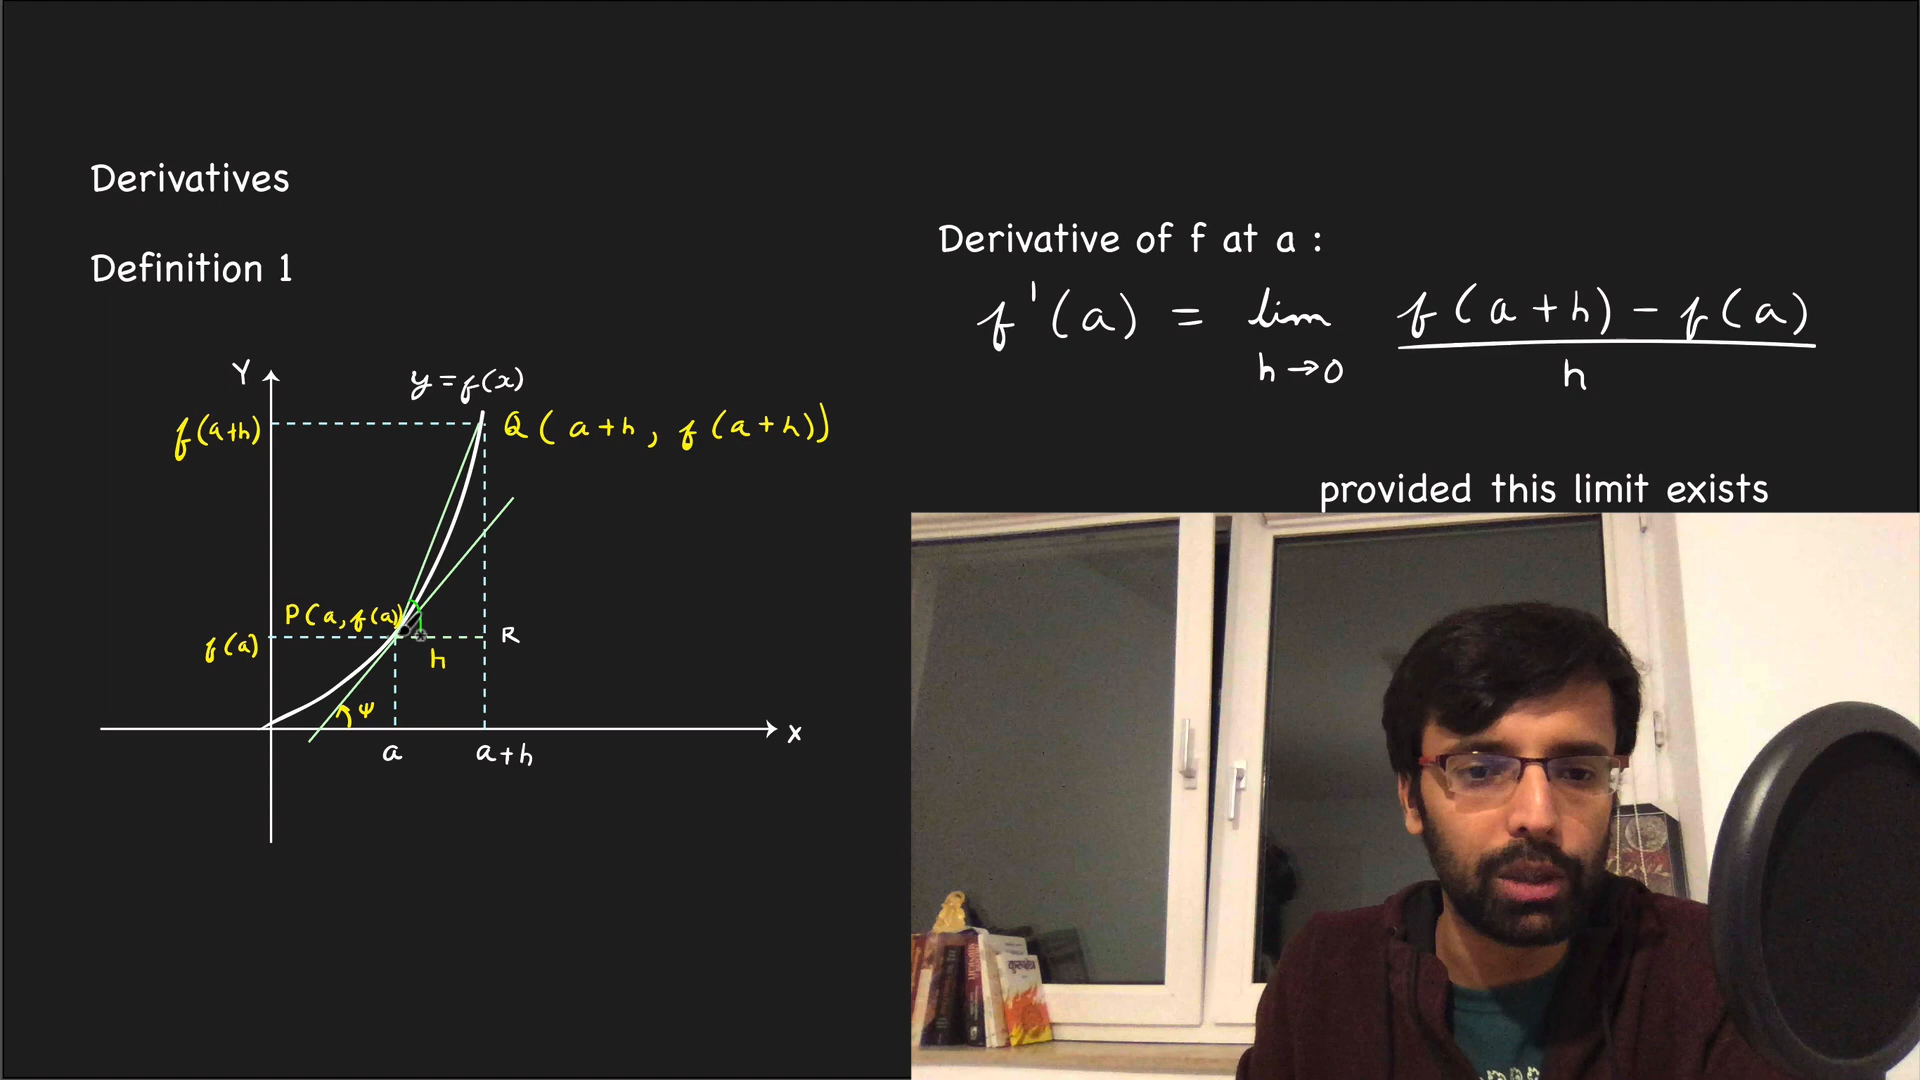 Derivatives
Definition 1
Y
y = f(x)
f(a+h)
Q ( a+h , f (a+h))
P(a, f(a))
f(a)
R
h
ψ
a
a+h
X
Derivative of f at a :
f'(a) = lim f(a+h) - f(a)
h→0 h
provided this limit exists
कुरुक्षेत्र